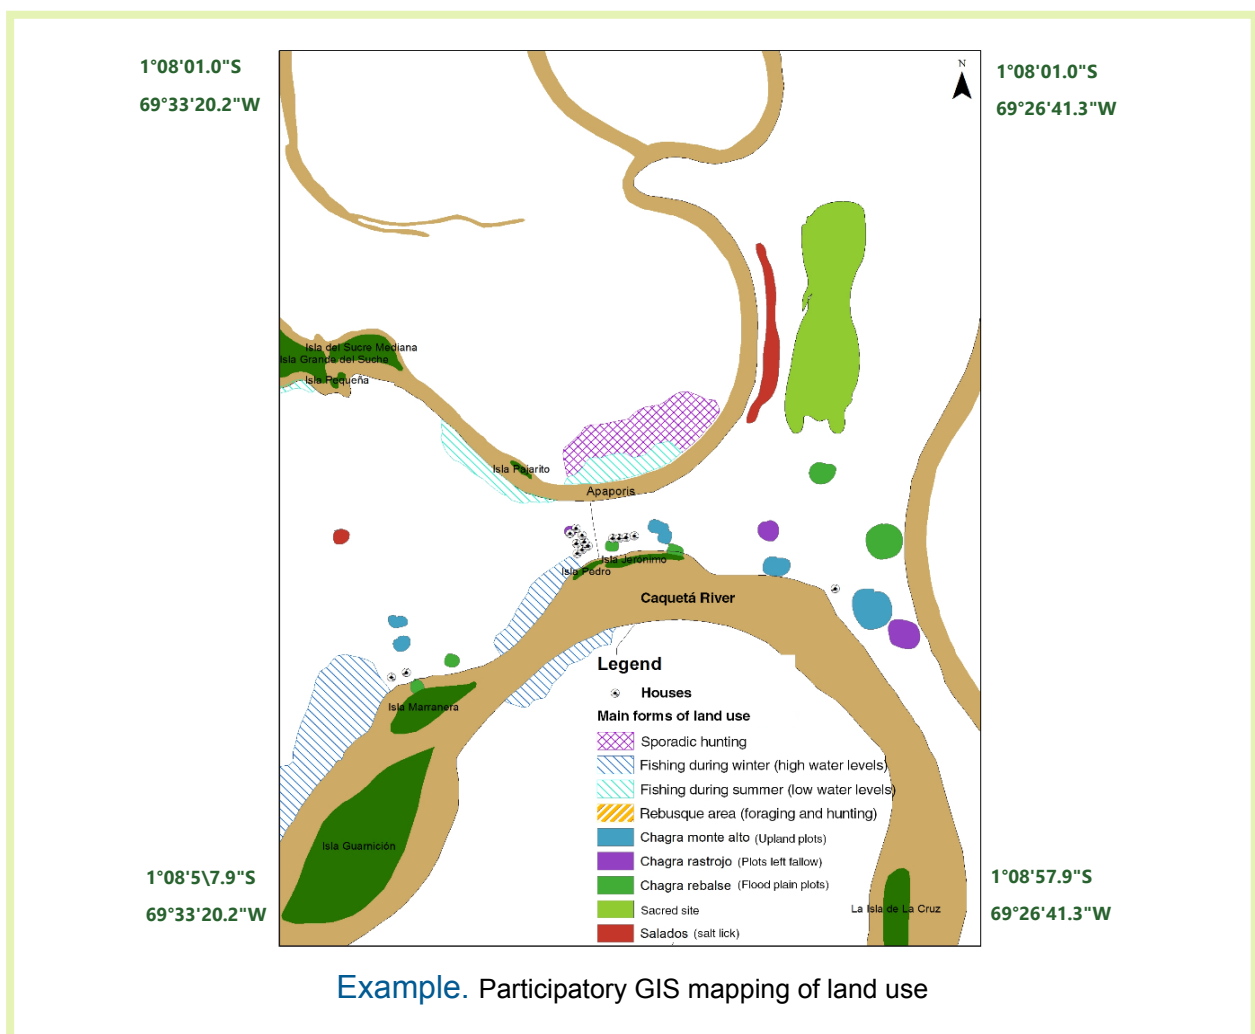 1°08'01.0"S
69°33'20.2"W
N
1°08'01.0"S
69°26'41.3"W
Isla del Sucre Mediana
Isla Grande del Suche
Isla Pequeña
Isla Pajarito
Apaporis
Isla Jeronimo
Isla Pedro
Caquetá River
Isla Marranera
Isla Guarnición
La Isla de La Cruz
Legend
Houses
Main forms of land use
Sporadic hunting
Fishing during winter (high water levels)
Fishing during summer (low water levels)
Rebusque area (foraging and hunting)
Chagra monte alto (Upland plots)
Chagra rastrojo (Plots left fallow)
Chagra rebalse (Flood plain plots)
Sacred site
Salados (salt lick)
1°08'5\7.9"S
69°33'20.2"W
1°08'57.9"S
69°26'41.3"W
Example. Participatory GIS mapping of land use